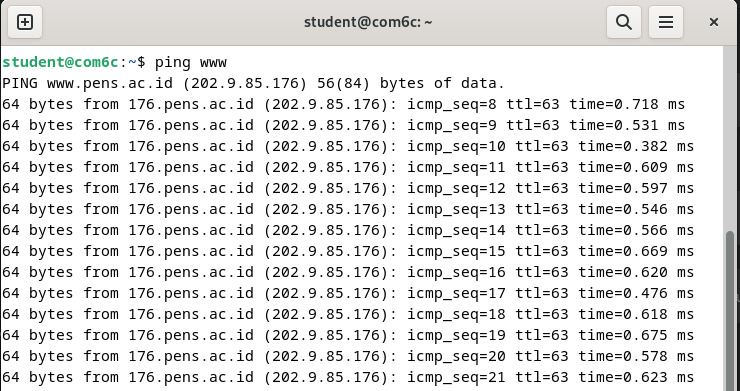 student@com6c: ~
student@com6c:~$ ping www
PING www.pens.ac.id (202.9.85.176) 56(84) bytes of data.
64 bytes from 176.pens.ac.id (202.9.85.176): icmp_seq=8 ttl=63 time=0.718 ms
64 bytes from 176.pens.ac.id (202.9.85.176): icmp_seq=9 ttl=63 time=0.531 ms
64 bytes from 176.pens.ac.id (202.9.85.176): icmp_seq=10 ttl=63 time=0.382 ms
64 bytes from 176.pens.ac.id (202.9.85.176): icmp_seq=11 ttl=63 time=0.609 ms
64 bytes from 176.pens.ac.id (202.9.85.176): icmp_seq=12 ttl=63 time=0.597 ms
64 bytes from 176.pens.ac.id (202.9.85.176): icmp_seq=13 ttl=63 time=0.546 ms
64 bytes from 176.pens.ac.id (202.9.85.176): icmp_seq=14 ttl=63 time=0.566 ms
64 bytes from 176.pens.ac.id (202.9.85.176): icmp_seq=15 ttl=63 time=0.669 ms
64 bytes from 176.pens.ac.id (202.9.85.176): icmp_seq=16 ttl=63 time=0.620 ms
64 bytes from 176.pens.ac.id (202.9.85.176): icmp_seq=17 ttl=63 time=0.476 ms
64 bytes from 176.pens.ac.id (202.9.85.176): icmp_seq=18 ttl=63 time=0.618 ms
64 bytes from 176.pens.ac.id (202.9.85.176): icmp_seq=19 ttl=63 time=0.675 ms
64 bytes from 176.pens.ac.id (202.9.85.176): icmp_seq=20 ttl=63 time=0.578 ms
64 bytes from 176.pens.ac.id (202.9.85.176): icmp_seq=21 ttl=63 time=0.623 ms